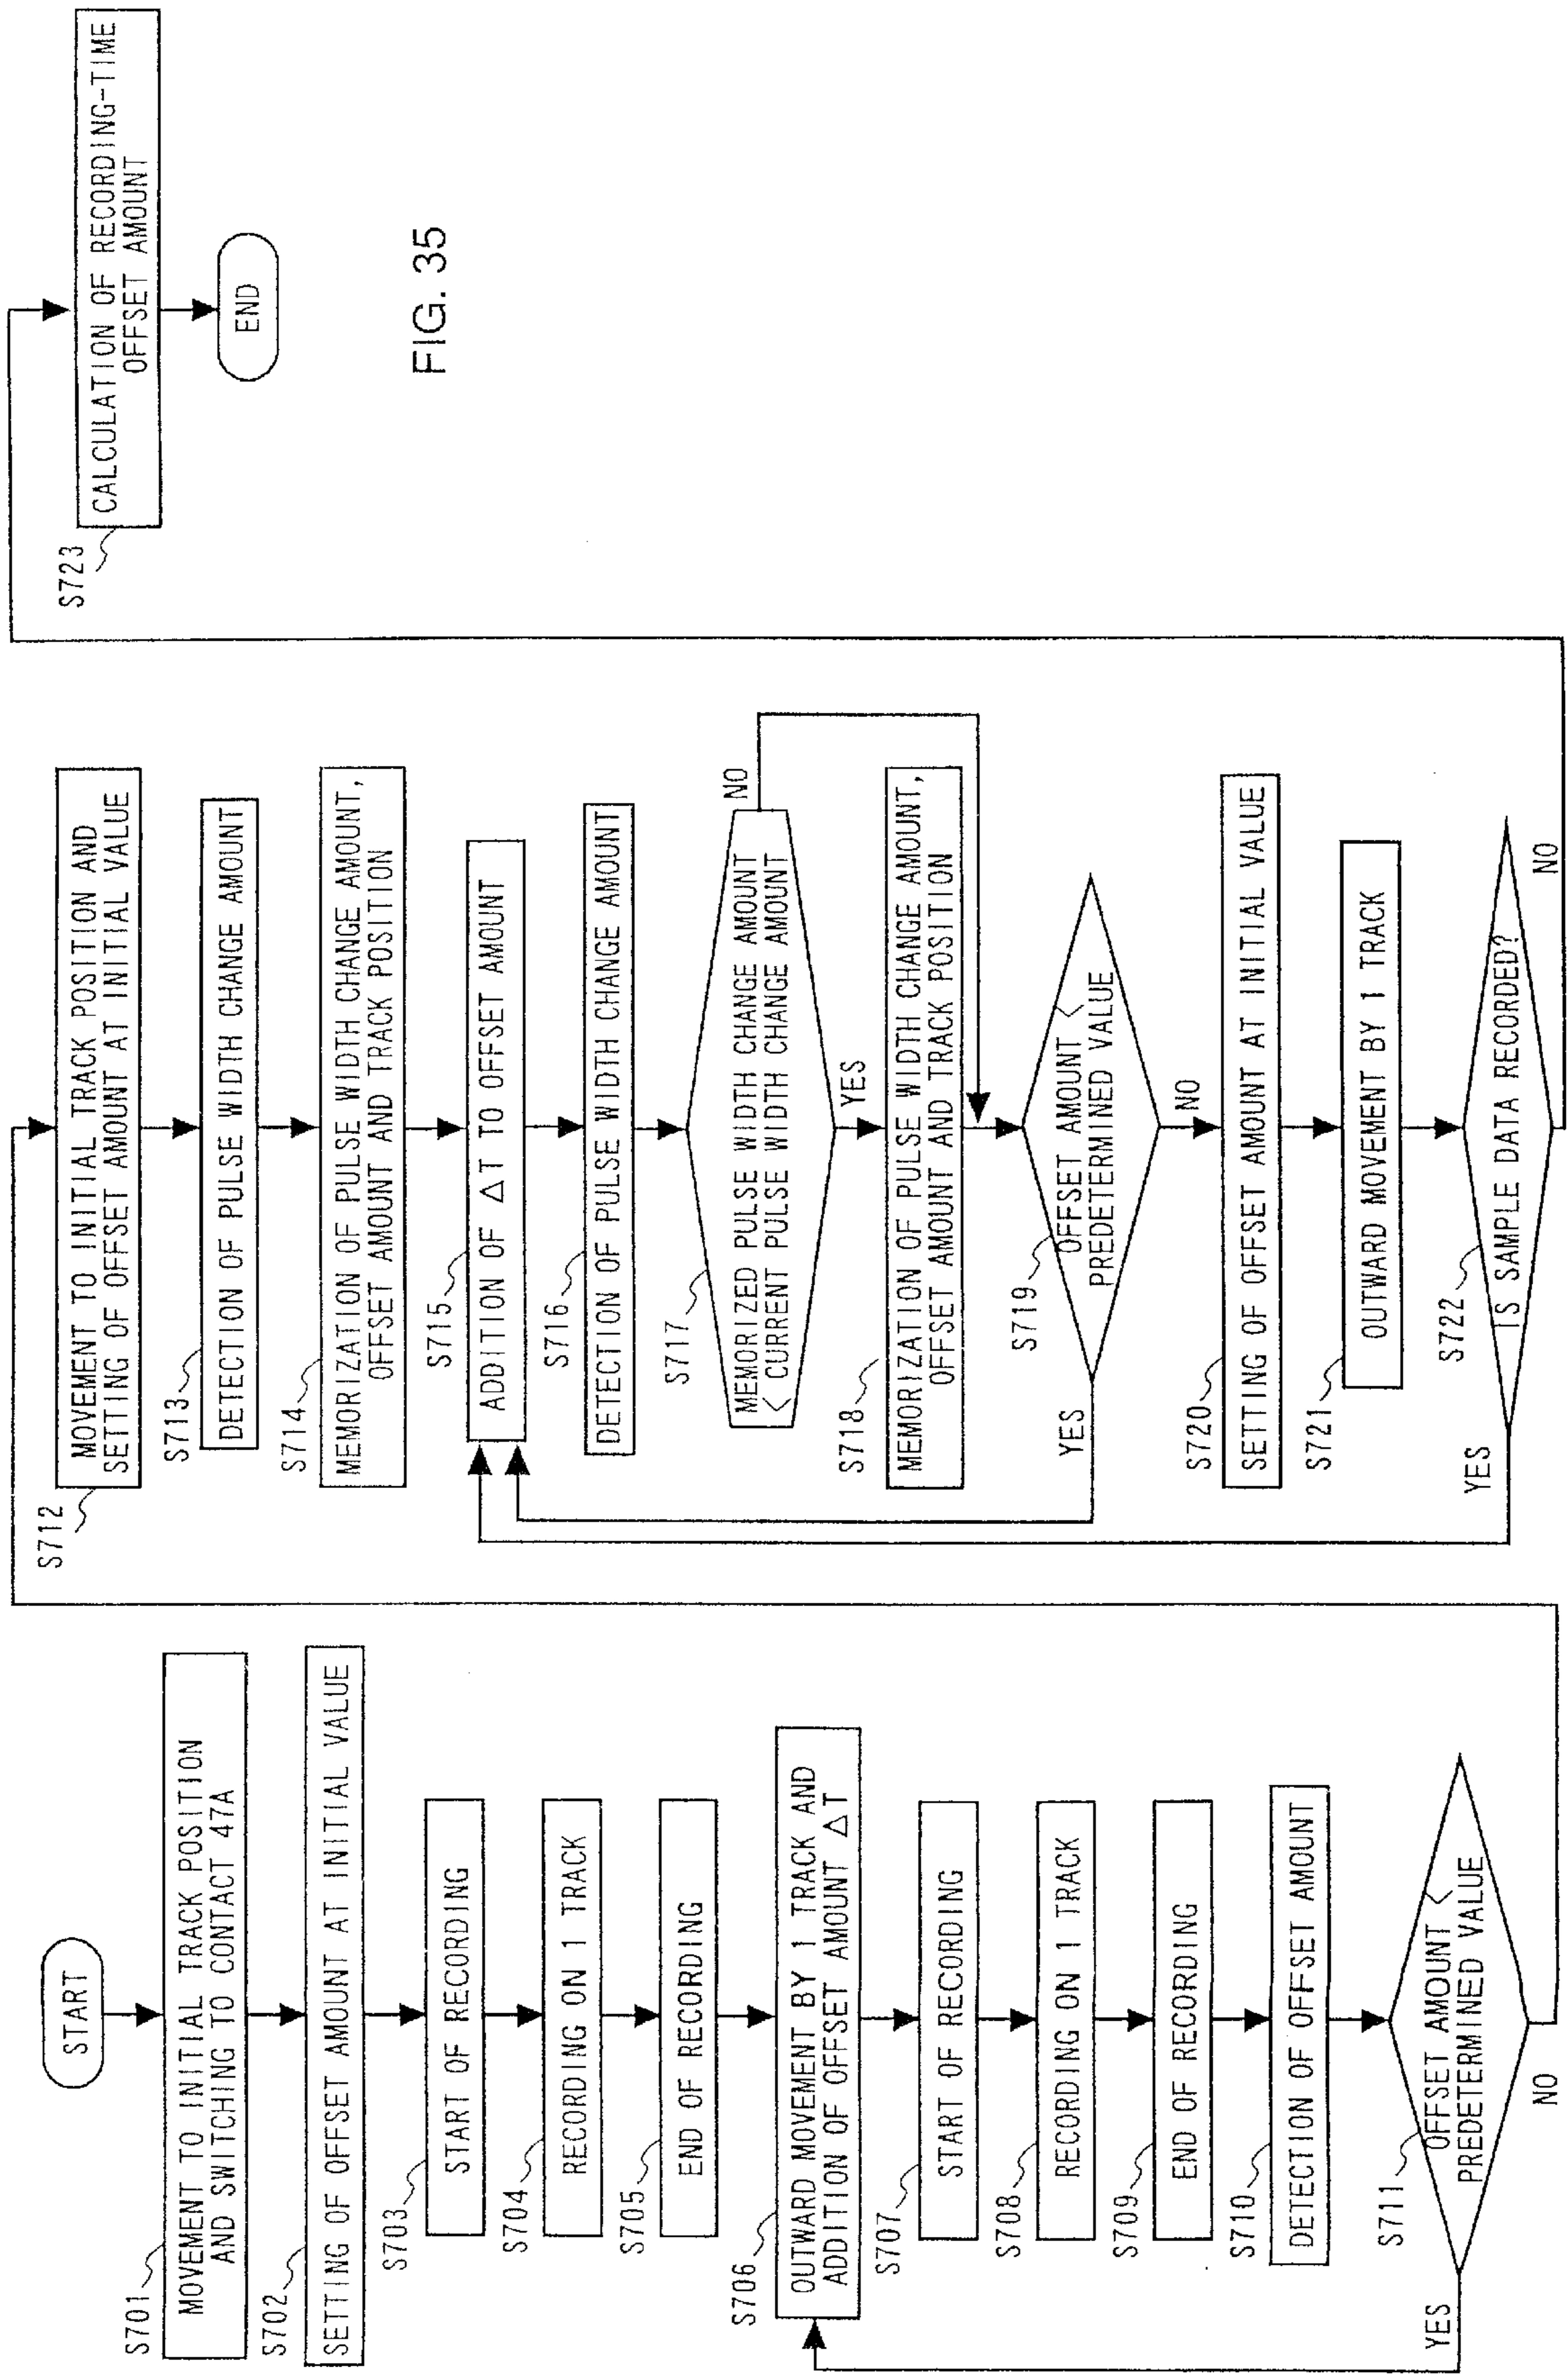 START
S701
MOVEMENT TO INITIAL TRACK POSITION
AND SWITCHING TO CONTACT 47A
S702
SETTING OF OFFSET AMOUNT AT INITIAL VALUE
S703
START OF RECORDING
S704
RECORDING ON 1 TRACK
S705
END OF RECORDING
S706
OUTWARD MOVEMENT BY 1 TRACK AND
ADDITION OF OFFSET AMOUNT △T
S707
START OF RECORDING
S708
RECORDING ON 1 TRACK
S709
END OF RECORDING
S710
DETECTION OF OFFSET AMOUNT
S711
OFFSET AMOUNT <
PREDETERMINED VALUE
YES
NO
S712
MOVEMENT TO INITIAL TRACK POSITION AND
SETTING OF OFFSET AMOUNT AT INITIAL VALUE
S713
DETECTION OF PULSE WIDTH CHANGE AMOUNT
S714
MEMORIZATION OF PULSE WIDTH CHANGE AMOUNT,
OFFSET AMOUNT AND TRACK POSITION
S715
ADDITION OF △T TO OFFSET AMOUNT
S716
DETECTION OF PULSE WIDTH CHANGE AMOUNT
S717
MEMORIZED PULSE WIDTH CHANGE AMOUNT
< CURRENT PULSE WIDTH CHANGE AMOUNT
NO
YES
S718
MEMORIZATION OF PULSE WIDTH CHANGE AMOUNT,
OFFSET AMOUNT AND TRACK POSITION
S719
OFFSET AMOUNT <
PREDETERMINED VALUE
YES
NO
S720
SETTING OF OFFSET AMOUNT AT INITIAL VALUE
S721
OUTWARD MOVEMENT BY 1 TRACK
S722
IS SAMPLE DATA RECORDED?
YES
NO
S723
CALCULATION OF RECORDING-TIME
OFFSET AMOUNT
END
FIG. 35